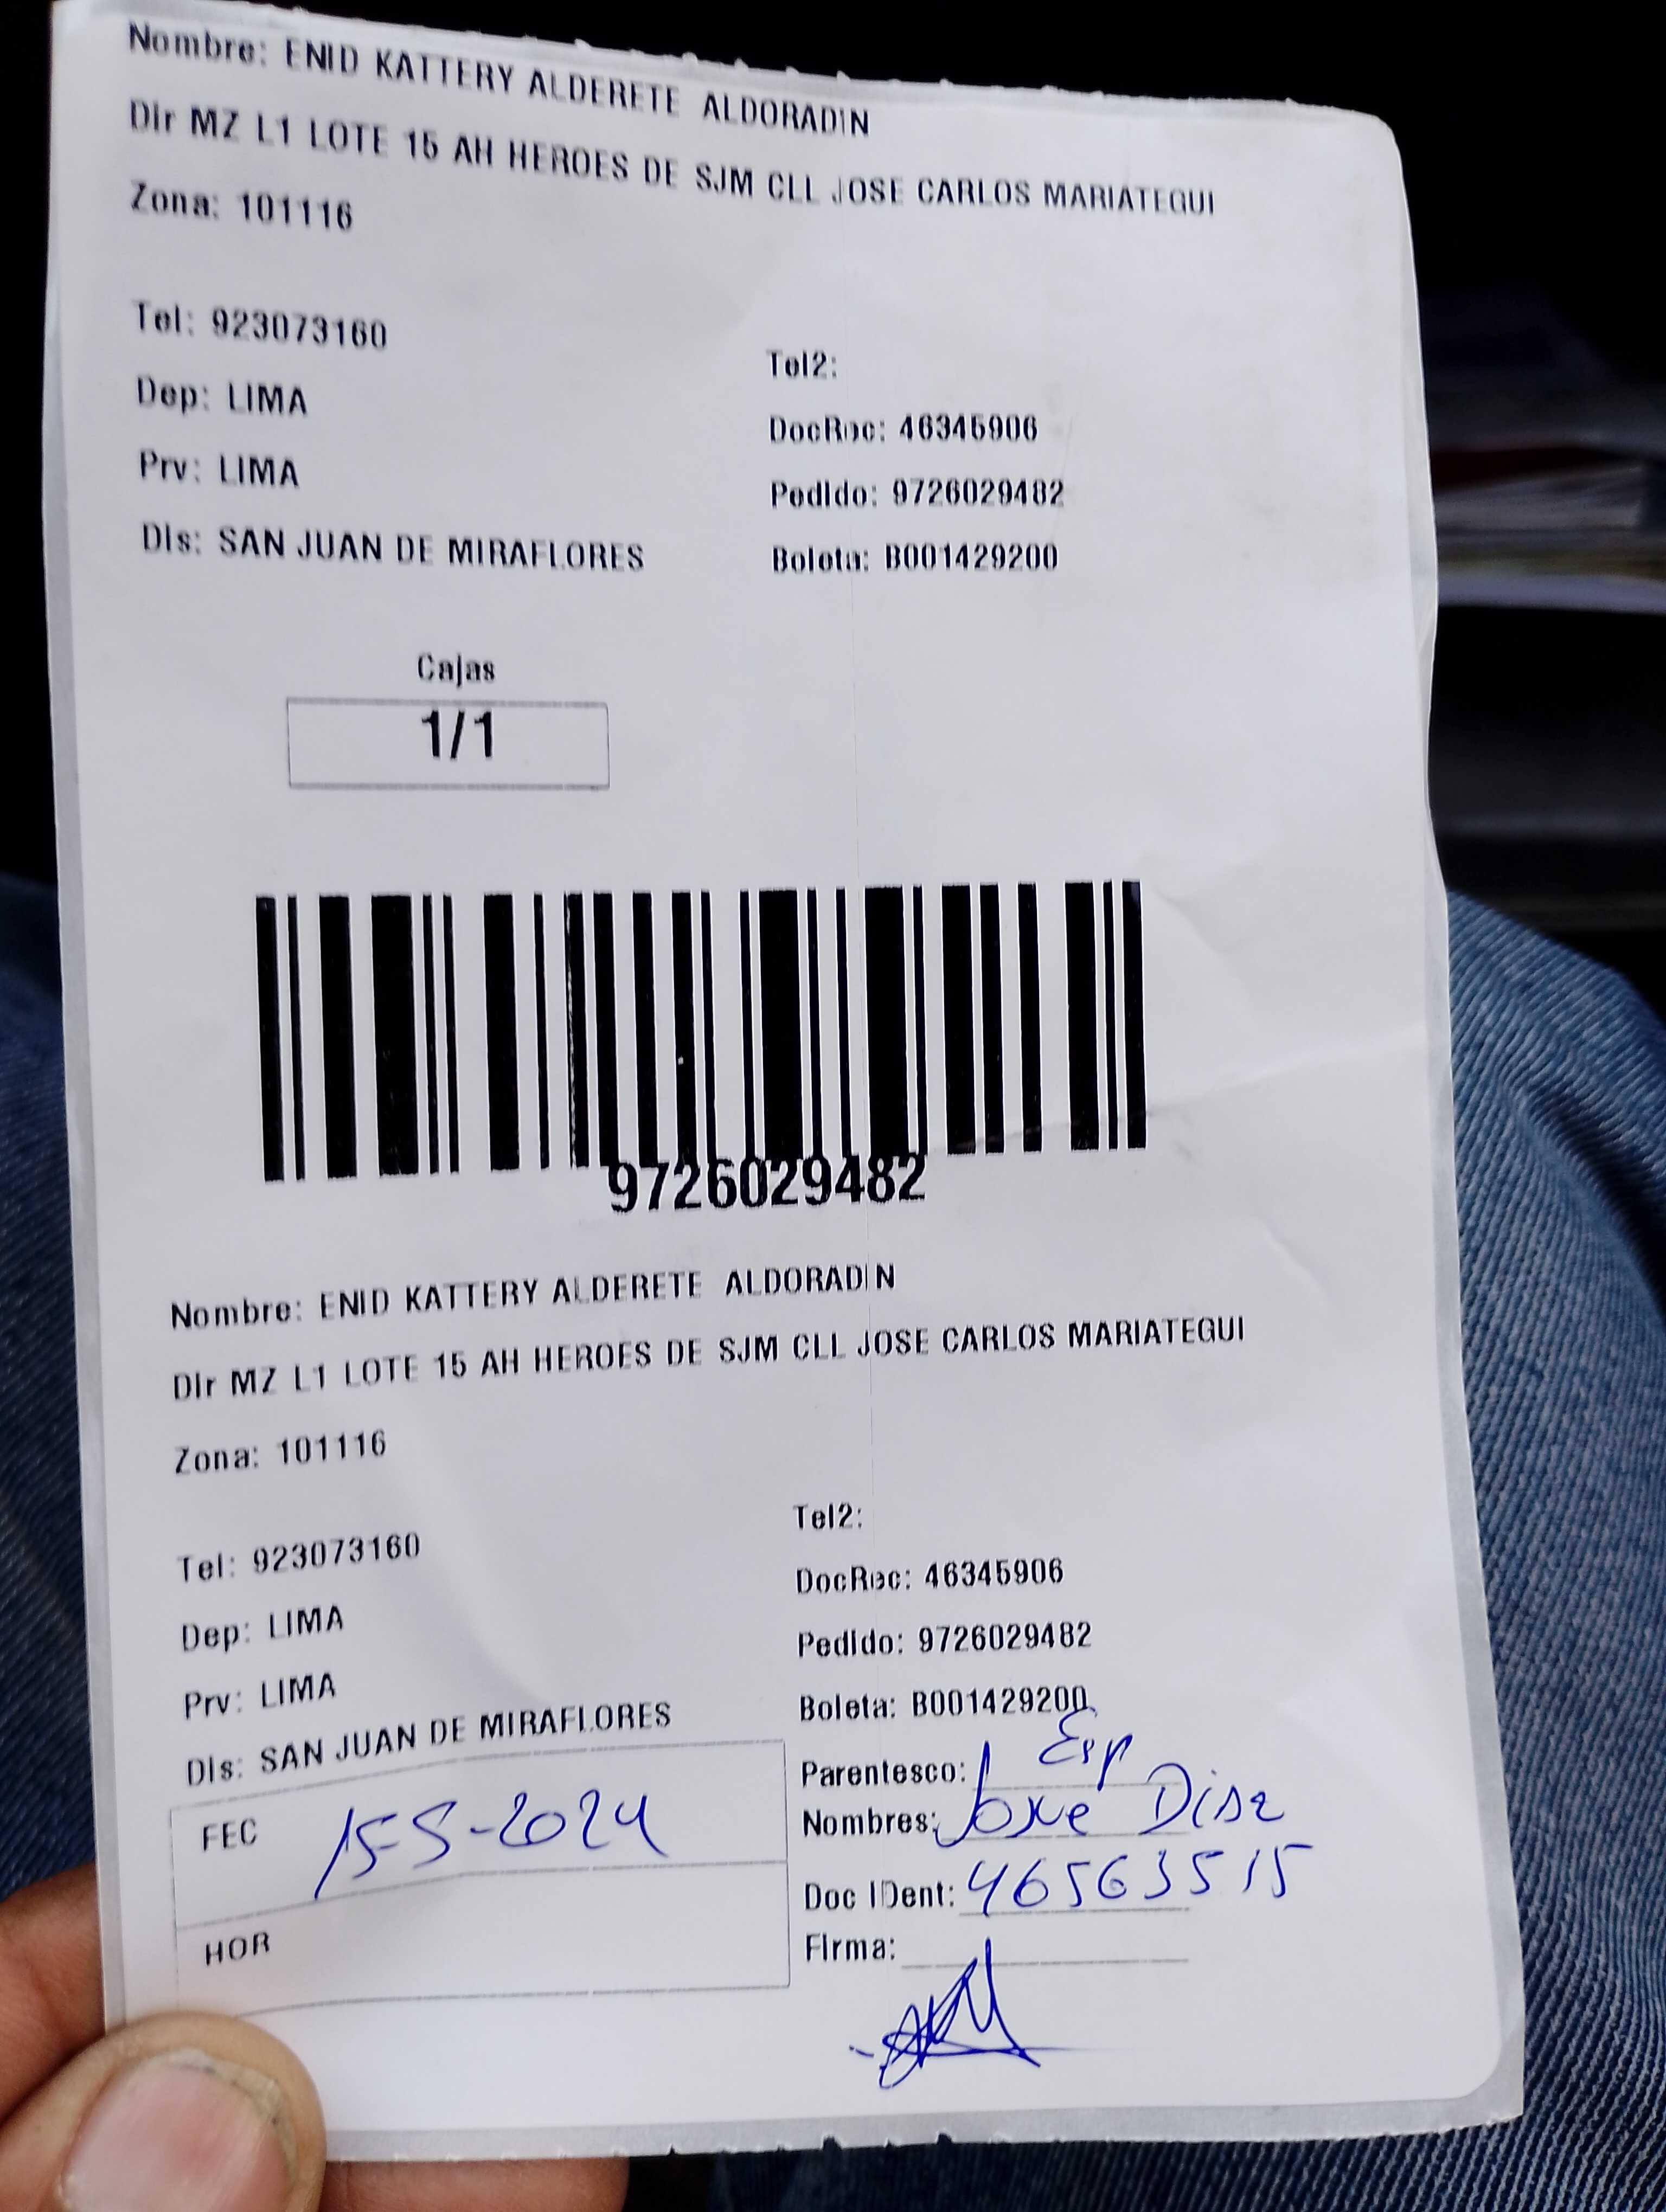 Nombre: ENID KATTERY ALDERETE ALDORADIN
Dir MZ L1 LOTE 15 AH HEROES DE SJM CLL JOSE CARLOS MARIATEGUI
Zona: 101116
Tel: 923073160
Tel2:
Dep: LIMA
DocRec: 46345906
Prv: LIMA
Pedido: 9726029482
Dis: SAN JUAN DE MIRAFLORES
Boleta: B001429200
Cajas
1/1
9726029482
Nombre: ENID KATTERY ALDERETE ALDORADIN
Dir MZ L1 LOTE 15 AH HEROES DE SJM CLL JOSE CARLOS MARIATEGUI
Zona: 101116
Tel2:
Tel: 923073160
DocRec: 46345906
Dep: LIMA
Pedido: 9726029482
Prv: LIMA
Boleta: B001429200
Dis: SAN JUAN DE MIRAFLORES
Parentesco: Esp
FEC 15-5-2024
Nombres: Jose Diaz
Doc IDent: 46563515
HOR
Firma: